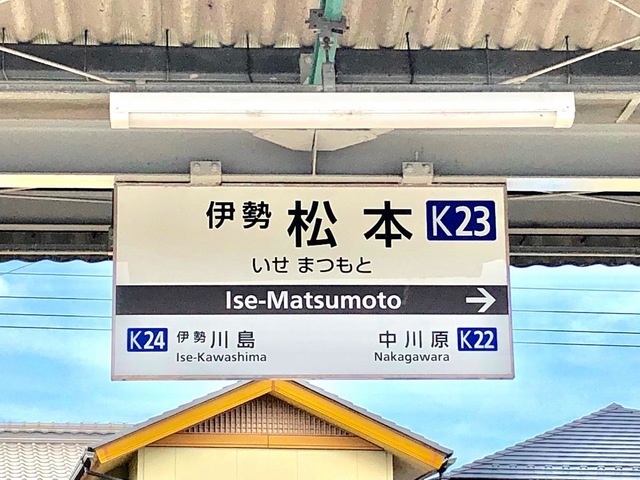 伊勢 松本 K23
いせ まつもと
Ise-Matsumoto →
K24 伊勢川島 中川原 K22
Ise-Kawashima Nakagawara